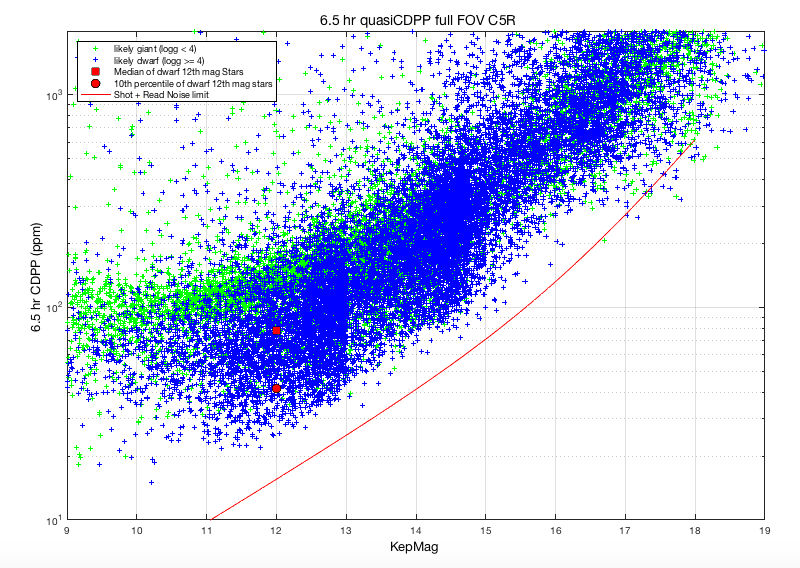 6.5 hr quasiCDPP full FOV C5R
likely giant (logg < 4)
likely dwarf (logg >= 4)
Median of dwarf 12th mag Stars
10th percentile of dwarf 12th mag stars
Shot + Read Noise limit
10³
10²
10¹
6.5 hr CDPP (ppm)
9 10 11 12 13 14 15 16 17 18 19
KepMag